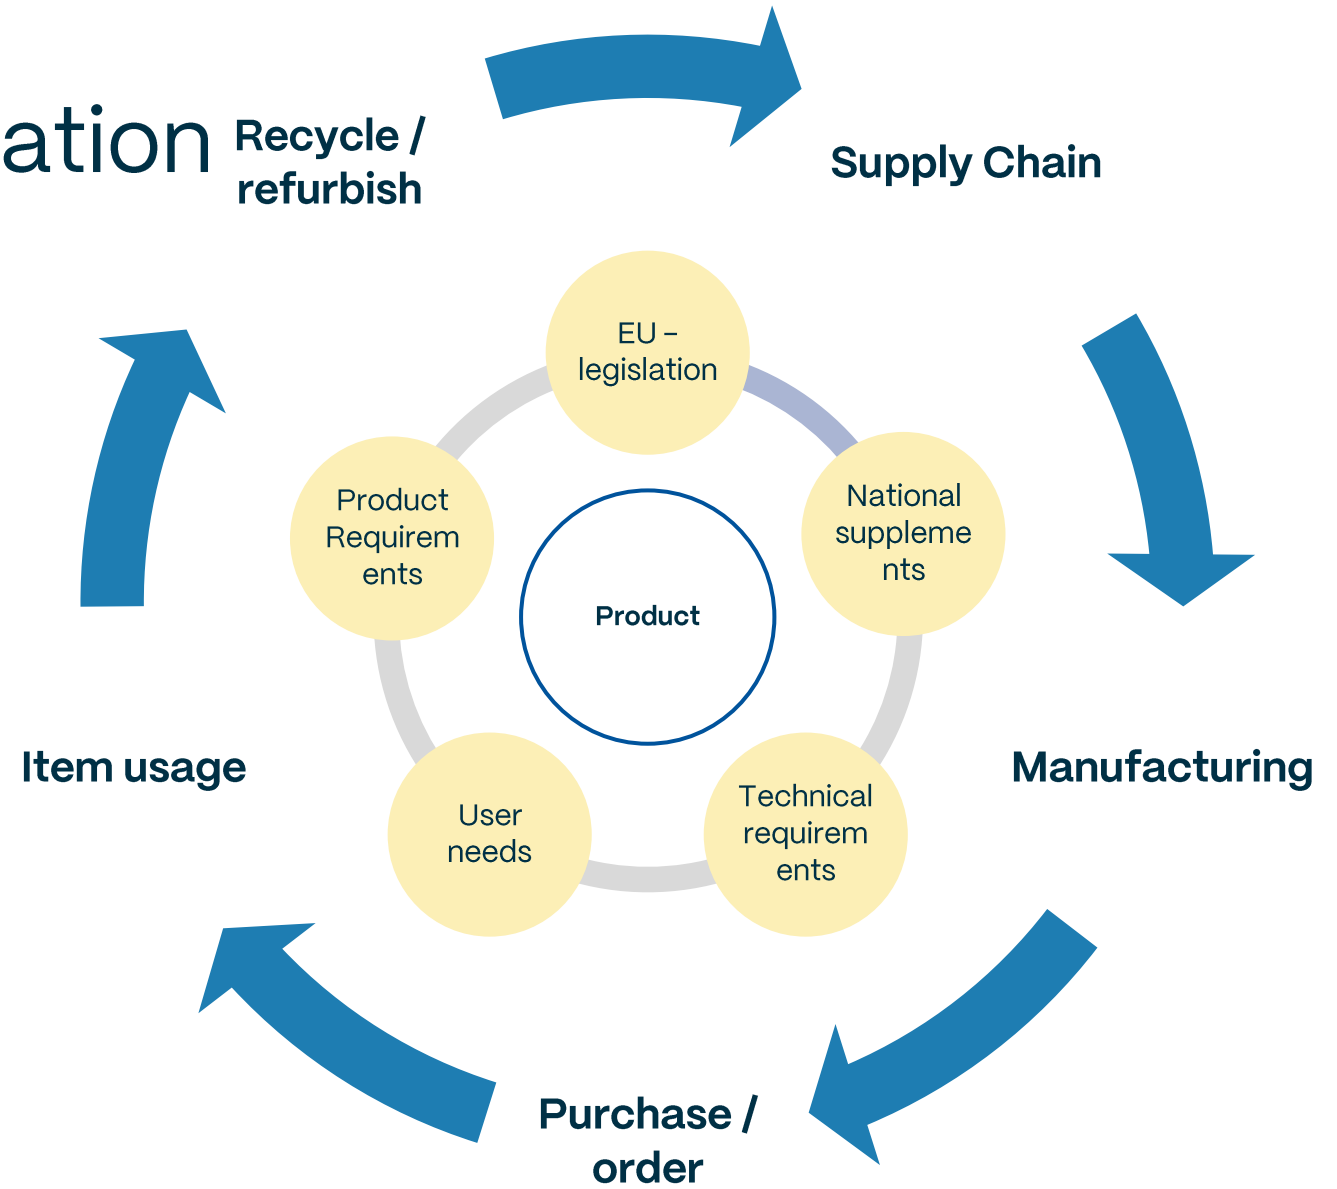 ation
Recycle /
refurbish
Supply Chain
EU –
legislation
Product
Requirem
ents
National
suppleme
nts
Product
Item usage
Manufacturing
User
needs
Technical
requirem
ents
Purchase /
order